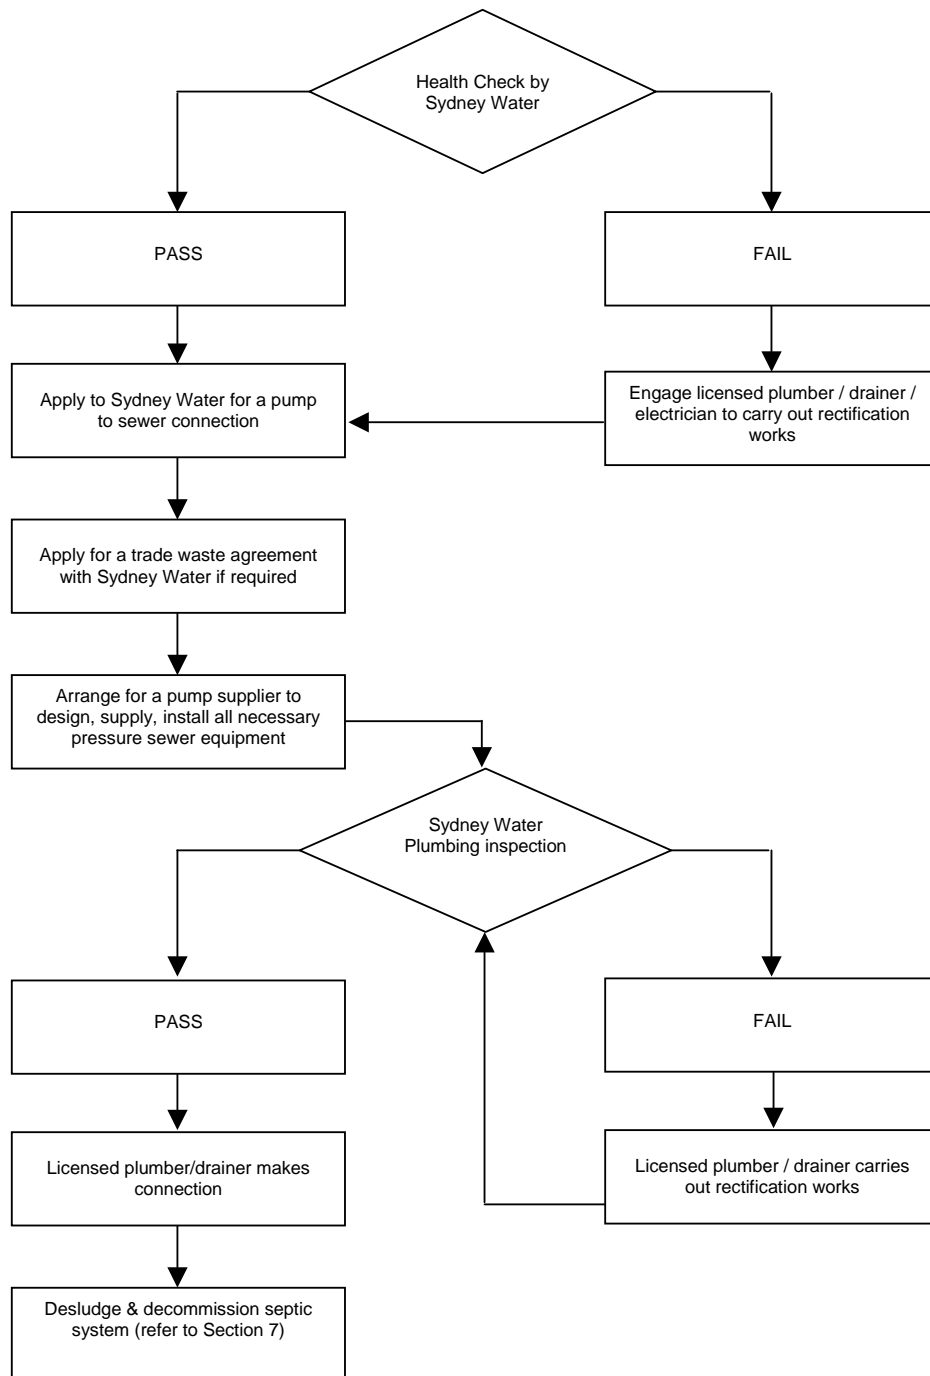 Health Check by
Sydney Water
PASS
FAIL
Apply to Sydney Water for a pump
to sewer connection
Engage licensed plumber / drainer /
electrician to carry out rectification
works
Apply for a trade waste agreement
with Sydney Water if required
Arrange for a pump supplier to
design, supply, install all necessary
pressure sewer equipment
Sydney Water
Plumbing inspection
PASS
FAIL
Licensed plumber/drainer makes
connection
Licensed plumber / drainer carries
out rectification works
Desludge & decommission septic
system (refer to Section 7)